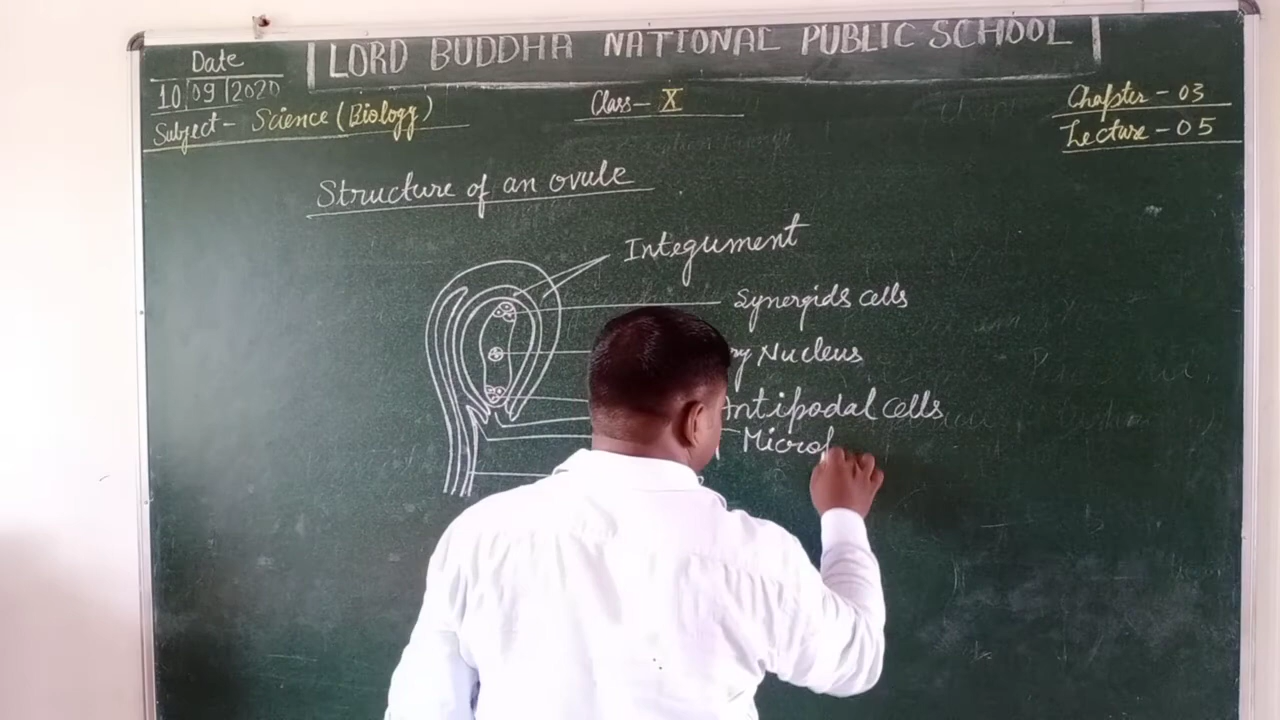 LORD BUDDHA NATIONAL PUBLIC SCHOOL
Date
10|09|2020
Subject - Science (Biology)
Class - X
Chapter - 03
Lecture - 05
Structure of an ovule
Integument
Synergids cells
Nucleus
Antipodal cells